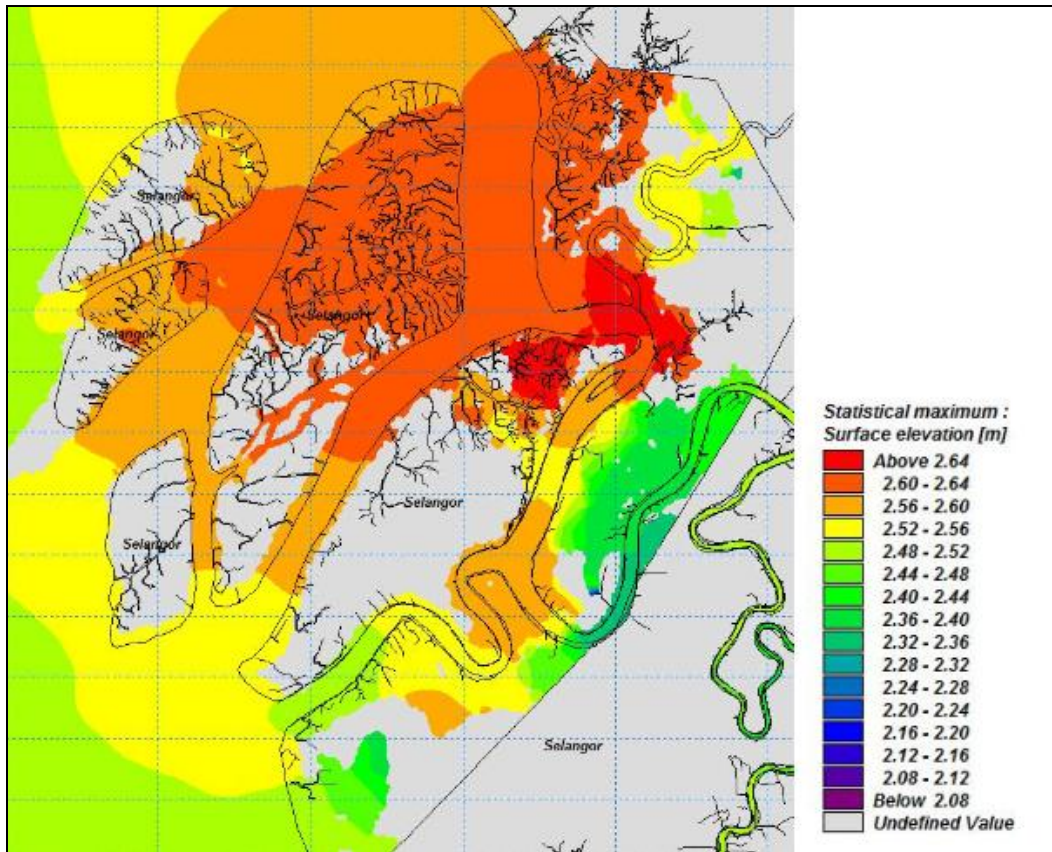 Selangor
Selangor
Selangor
Selangor
Selangor
Selangor
Statistical maximum :
Surface elevation [m]
Above 2.64
2.60 - 2.64
2.56 - 2.60
2.52 - 2.56
2.48 - 2.52
2.44 - 2.48
2.40 - 2.44
2.36 - 2.40
2.32 - 2.36
2.28 - 2.32
2.24 - 2.28
2.20 - 2.24
2.16 - 2.20
2.12 - 2.16
2.08 - 2.12
Below 2.08
Undefined Value